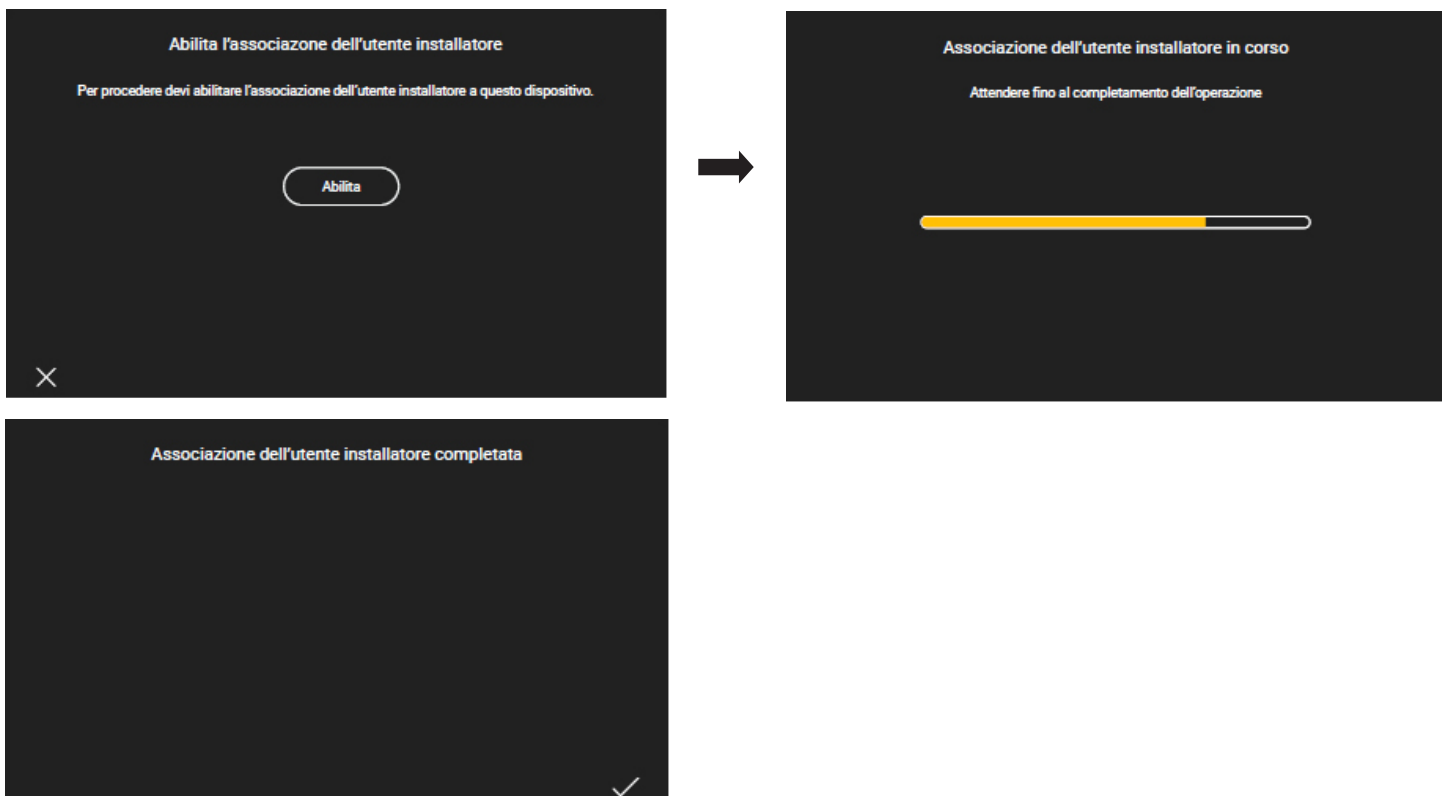 Abilita l'associazone dell'utente installatore
Per procedere devi abilitare l'associazione dell'utente installatore a questo dispositivo.
Abilita
Associazione dell'utente installatore in corso
Attendere fino al completamento dell'operazione
Associazione dell'utente installatore completata